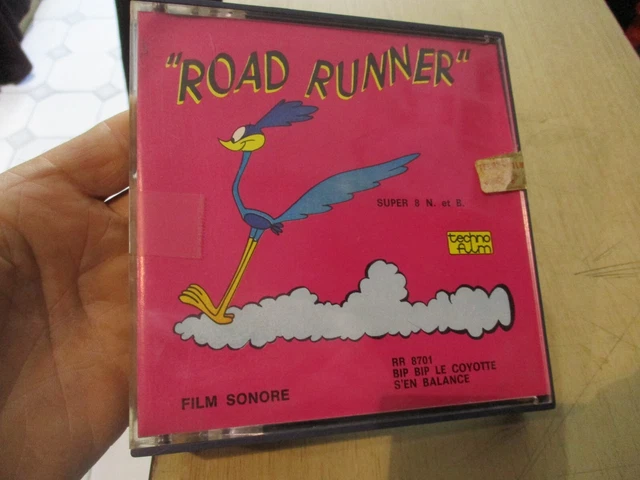 "ROAD RUNNER"
SUPER 8 N. et B.
techno
film
RR 8701
BIP BIP LE COYOTTE
S'EN BALANCE
FILM SONORE